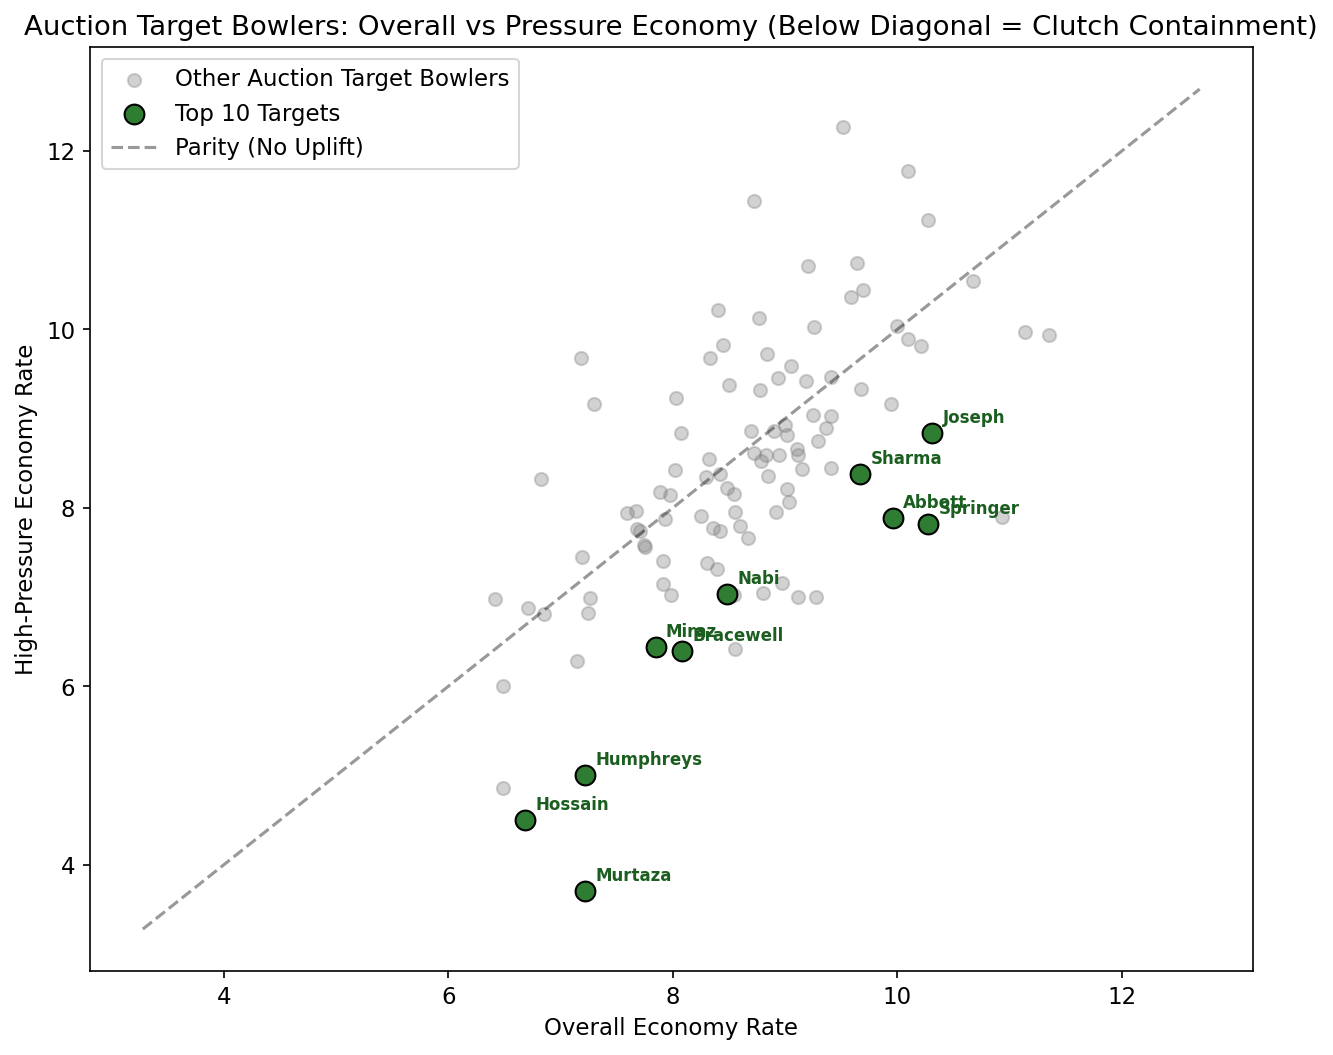 Auction Target Bowlers: Overall vs Pressure Economy (Below Diagonal = Clutch Containment)
Other Auction Target Bowlers
Top 10 Targets
Parity (No Uplift)
12
10
8
6
4
High-Pressure Economy Rate
Joseph
Sharma
Abbott
Springer
Nabi
Miraz
Bracewell
Humphreys
Hossain
Murtaza
4
6
8
10
12
Overall Economy Rate